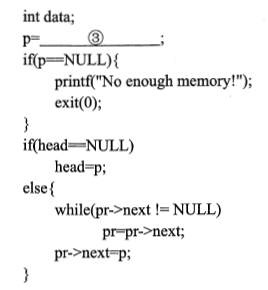 int data;
p=______③______;
if(p==NULL){
printf("No enough memory!");
exit(0);
}
if(head==NULL)
head=p;
else{
while(pr->next != NULL)
pr=pr->next;
pr->next=p;
}